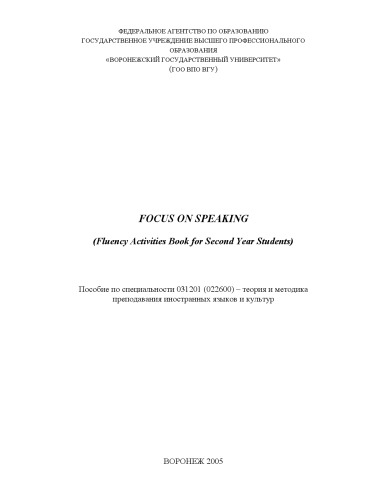 ФЕДЕРАЛЬНОЕ АГЕНТСТВО ПО ОБРАЗОВАНИЮ
ГОСУДАРСТВЕННОЕ УЧРЕЖДЕНИЕ ВЫСШЕГО ПРОФЕССИОНАЛЬНОГО
ОБРАЗОВАНИЯ
«ВОРОНЕЖСКИЙ ГОСУДАРСТВЕННЫЙ УНИВЕРСИТЕТ»
(ГОО ВПО ВГУ)
FOCUS ON SPEAKING
(Fluency Activities Book for Second Year Students)
Пособие по специальности 031201 (022600) – теория и методика
преподавания иностранных языков и культур
ВОРОНЕЖ 2005